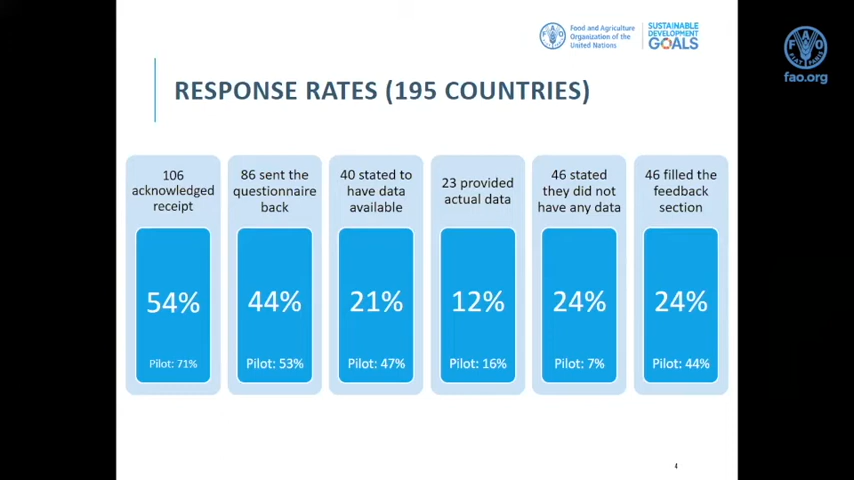 Food and Agriculture
Organization of the
United Nations
SUSTAINABLE
DEVELOPMENT
GOALS
FAO
FIAT PANIS
fao.org
RESPONSE RATES (195 COUNTRIES)
106
acknowledged
receipt
54%
Pilot: 71%
86 sent the
questionnaire
back
44%
Pilot: 53%
40 stated to
have data
available
21%
Pilot: 47%
23 provided
actual data
12%
Pilot: 16%
46 stated
they did not
have any data
24%
Pilot: 7%
46 filled the
feedback
section
24%
Pilot: 44%
4